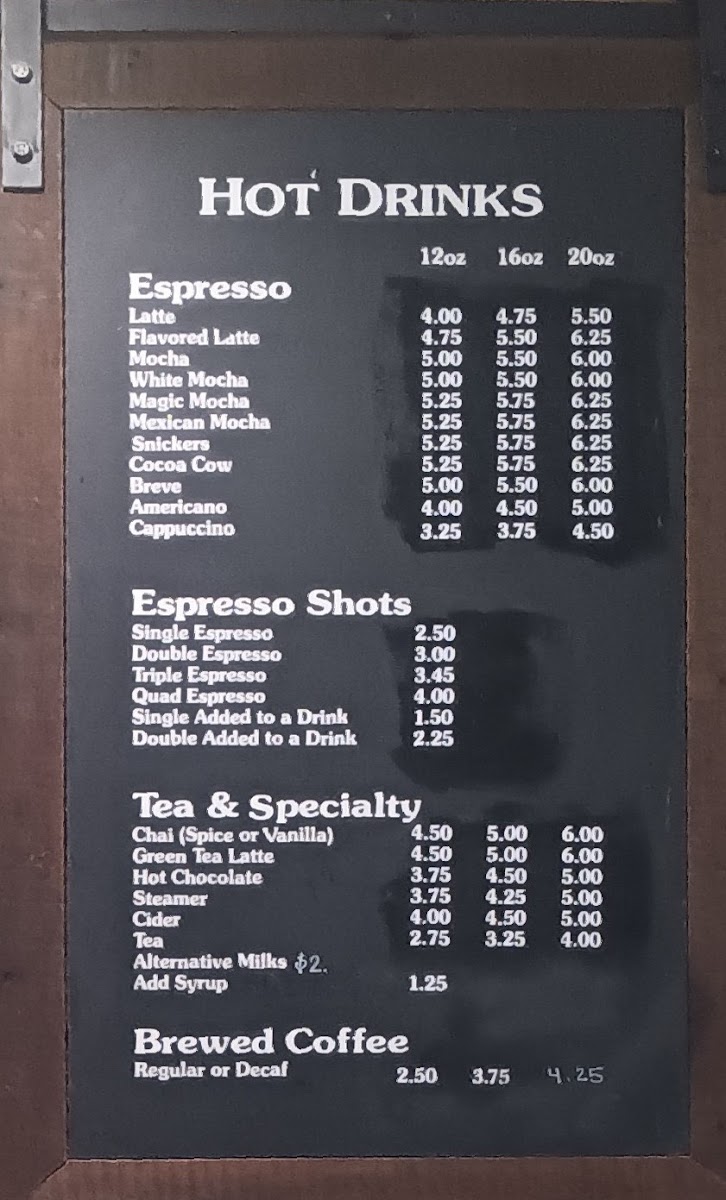 HOT DRINKS
12oz 16oz 20oz
Espresso
Latte 4.00 4.75 5.50
Flavored Latte 4.75 5.50 6.25
Mocha 5.00 5.50 6.00
White Mocha 5.00 5.50 6.00
Magic Mocha 5.25 5.75 6.25
Mexican Mocha 5.25 5.75 6.25
Snickers 5.25 5.75 6.25
Cocoa Cow 5.25 5.75 6.25
Breve 5.00 5.50 6.00
Americano 4.00 4.50 5.00
Cappuccino 3.25 3.75 4.50
Espresso Shots
Single Espresso 2.50
Double Espresso 3.00
Triple Espresso 3.45
Quad Espresso 4.00
Single Added to a Drink 1.50
Double Added to a Drink 2.25
Tea & Specialty
Chai (Spice or Vanilla) 4.50 5.00 6.00
Green Tea Latte 4.50 5.00 6.00
Hot Chocolate 3.75 4.50 5.00
Steamer 3.75 4.25 5.00
Cider 4.00 4.50 5.00
Tea 2.75 3.25 4.00
Alternative Milks $2.
Add Syrup 1.25
Brewed Coffee
Regular or Decaf 2.50 3.75 4.25